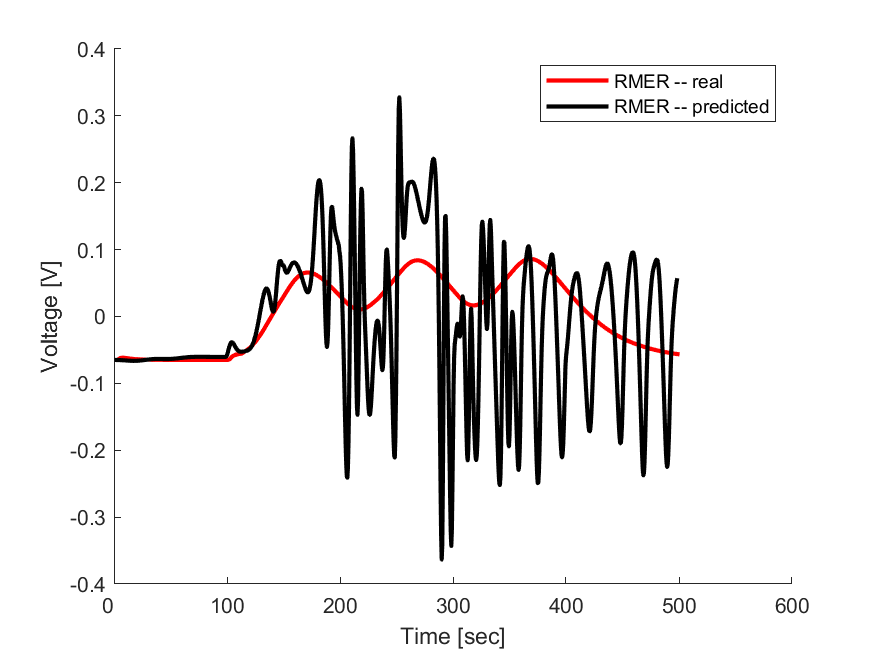 0.4
0.3
0.2
0.1
0
-0.1
-0.2
-0.3
-0.4
Voltage [V]
RMER -- real
RMER -- predicted
0 100 200 300 400 500 600
Time [sec]